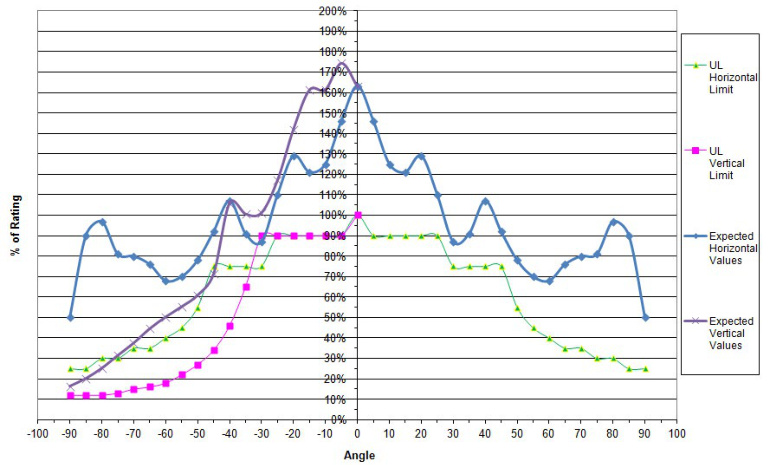 200%
190%
180%
170%
160%
150%
140%
130%
120%
110%
100%
90%
80%
70%
60%
50%
40%
30%
20%
10%
0%
% of Rating
-100 -90 -80 -70 -60 -50 -40 -30 -20 -10 0 10 20 30 40 50 60 70 80 90 100
Angle
UL
Horizontal
Limit
UL
Vertical
Limit
Expected
Horizontal
Values
Expected
Vertical
Values